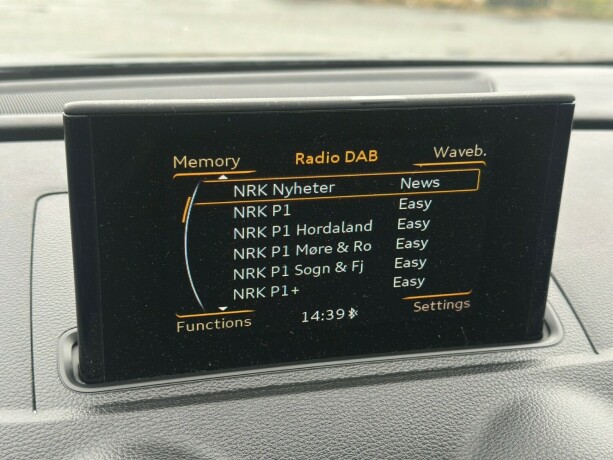 Memory Radio DAB Waveb.
NRK Nyheter News
NRK P1 Easy
NRK P1 Hordaland Easy
NRK P1 Møre & Ro Easy
NRK P1 Sogn & Fj Easy
NRK P1+ Easy
Functions 14:39 Settings